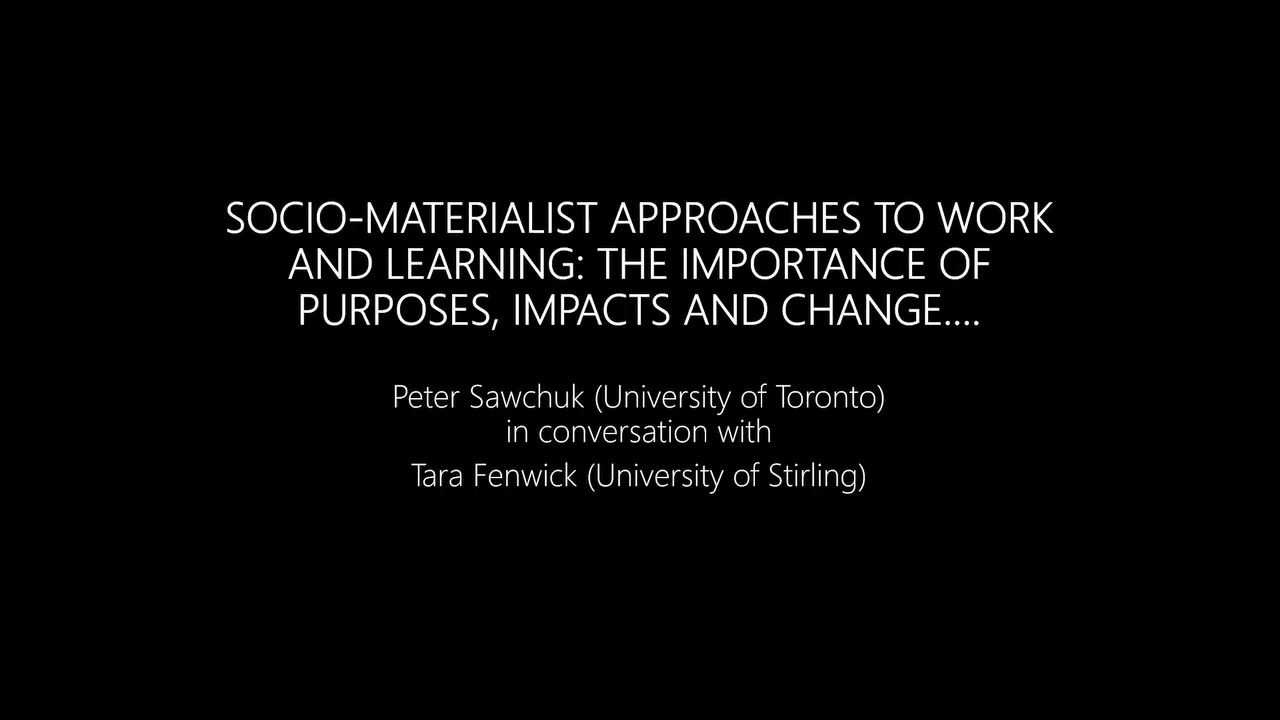 SOCIO-MATERIALIST APPROACHES TO WORK
AND LEARNING: THE IMPORTANCE OF
PURPOSES, IMPACTS AND CHANGE....
Peter Sawchuk (University of Toronto)
in conversation with
Tara Fenwick (University of Stirling)